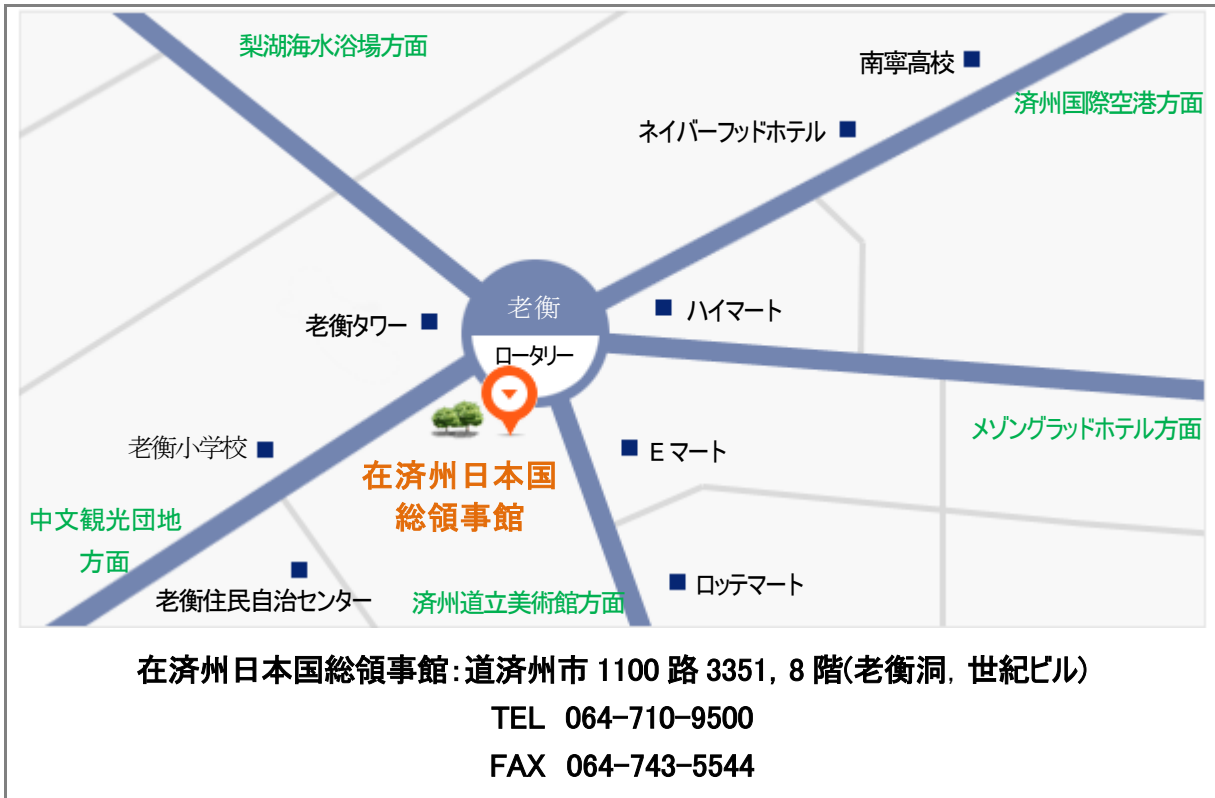 梨湖海水浴場方面
南寧高校
済州国際空港方面
ネイバーフッドホテル
老衡
ハイマート
老衡タワー
ロータリー
メゾングラッドホテル方面
老衡小学校
Eマート
在済州日本国
総領事館
中文観光団地
方面
ロッテマート
老衡住民自治センター
済州道立美術館方面
在済州日本国総領事館:道済州市 1100 路 3351, 8 階(老衡洞, 世紀ビル)
TEL 064-710-9500
FAX 064-743-5544